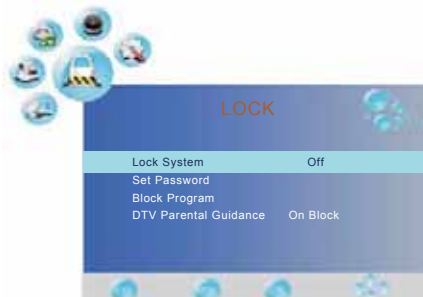 LOCK
Lock System Off
Set Password
Block Program
DTV Parental Guidance On Block